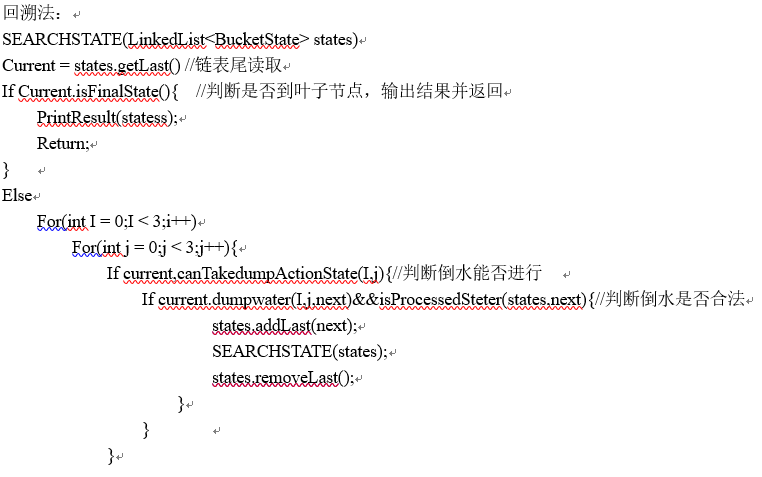 回溯法：
SEARCHSTATE(LinkedList<BucketState> states)
Current = states.getLast() //链表尾读取
If Current.isFinalState(){ //判断是否到叶子节点，输出结果并返回
PrintResult(statess);
Return;
}
Else
For(int I = 0;I < 3;i++)
For(int j = 0;j < 3;j++){
If current,canTakedumpActionState(I,j){//判断倒水能否进行
If current.dumpwater(I,j,next)&&isProcessedSteter(states,next){//判断倒水是否合法
states.addLast(next);
SEARCHSTATE(states);
states.removeLast();
}
}
}